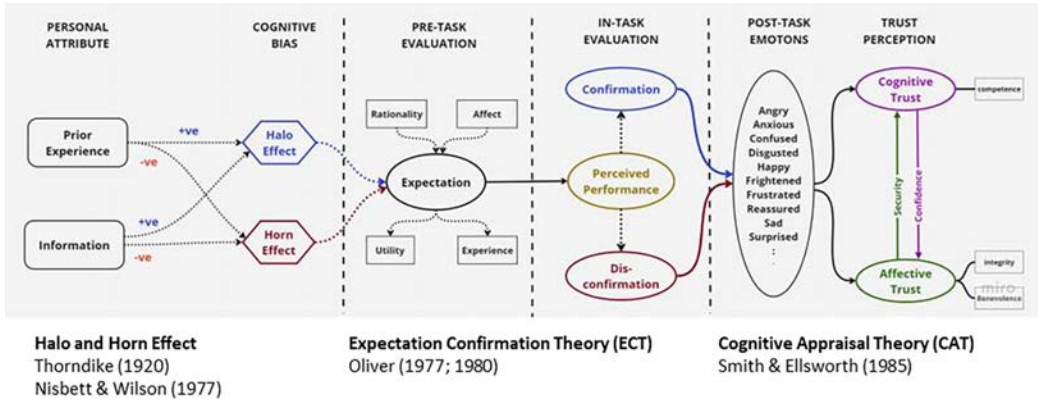 PERSONAL
ATTRIBUTE
COGNITIVE
BIAS
PRE-TASK
EVALUATION
IN-TASK
EVALUATION
POST-TASK
EMOTONS
TRUST
PERCEPTION
Prior
Experience
+ve
-ve
Halo
Effect
Information
+ve
-ve
Horn
Effect
Rationality
Affect
Expectation
Utility
Experience
Confirmation
Perceived
Performance
Dis-
confirmation
Angry
Anxious
Confused
Disgusted
Happy
Frightened
Frustrated
Reassured
Sad
Surprised
:
.
Cognitive
Trust
competence
Security
Confidence
Affective
Trust
integrity
Benevolence
miro
Halo and Horn Effect
Thorndike (1920)
Nisbett & Wilson (1977)
Expectation Confirmation Theory (ECT)
Oliver (1977; 1980)
Cognitive Appraisal Theory (CAT)
Smith & Ellsworth (1985)